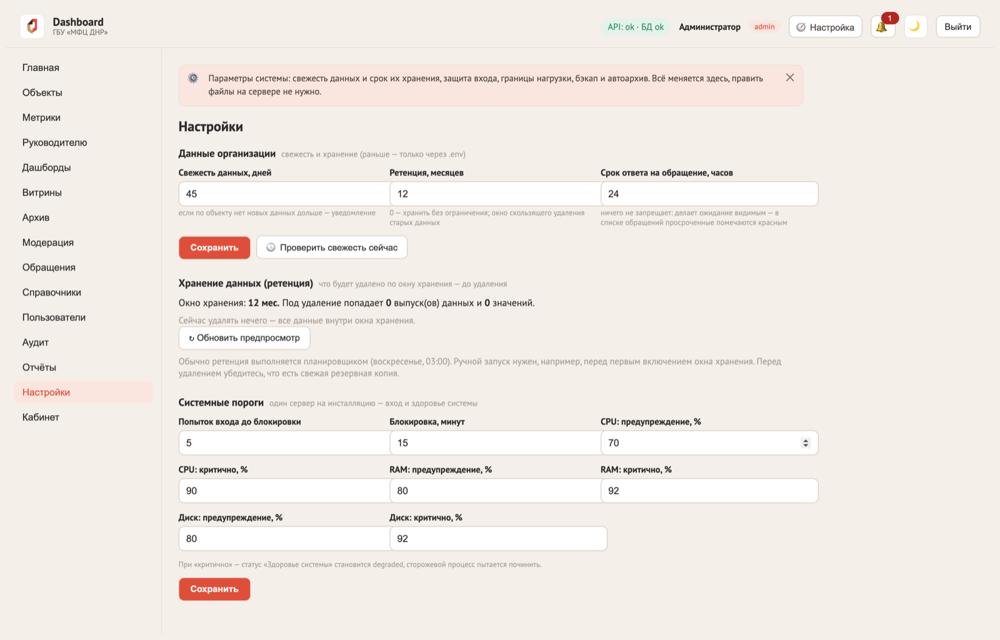 Dashboard
ГБУ «МФЦ ДНР»
API: ok · БД ok
Администратор
admin
Настройка
1
Выйти
Главная
Объекты
Метрики
Руководителю
Дашборды
Витрины
Архив
Модерация
Обращения
Справочники
Пользователи
Аудит
Отчёты
Настройки
Кабинет
Параметры системы: свежесть данных и срок их хранения, защита входа, границы нагрузки, бэкап и автоархив. Всё меняется здесь, править
файлы на сервере не нужно.
Настройки
Данные организации свежесть и хранение (раньше — только через .env)
Свежесть данных, дней
Ретенция, месяцев
Срок ответа на обращение, часов
45
12
24
если по объекту нет новых данных дольше — уведомление
0 — хранить без ограничения; окно скользящего удаления
старых данных
ничего не запрещает: делает ожидание видимым — в
списке обращений просроченные помечаются красным
Сохранить
Проверить свежесть сейчас
Хранение данных (ретенция) что будет удалено по окну хранения — до удаления
Окно хранения: 12 мес. Под удаление попадает 0 выпуск(ов) данных и 0 значений.
Сейчас удалять нечего — все данные внутри окна хранения.
↻ Обновить предпросмотр
Обычно ретенция выполняется планировщиком (воскресенье, 03:00). Ручной запуск нужен, например, перед первым включением окна хранения. Перед
удалением убедитесь, что есть свежая резервная копия.
Системные пороги один сервер на инсталляцию — вход и здоровье системы
Попыток входа до блокировки
Блокировка, минут
CPU: предупреждение, %
5
15
70
CPU: критично, %
RAM: предупреждение, %
RAM: критично, %
90
80
92
Диск: предупреждение, %
Диск: критично, %
80
92
При «критично» — статус «Здоровье системы» становится degraded, сторожевой процесс пытается починить.
Сохранить